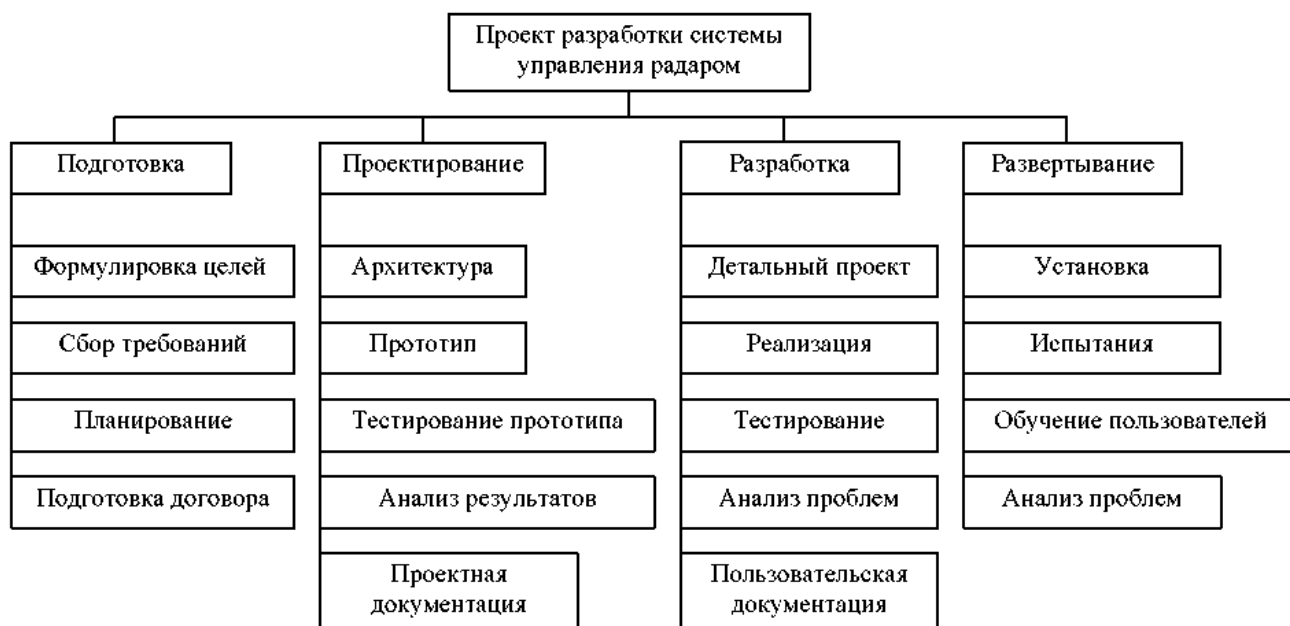 Проект разработки системы
управления радаром
Подготовка
Формулировка целей
Сбор требований
Планирование
Подготовка договора
Проектирование
Архитектура
Прототип
Тестирование прототипа
Анализ результатов
Проектная
документация
Разработка
Детальный проект
Реализация
Тестирование
Анализ проблем
Пользовательская
документация
Развертывание
Установка
Испытания
Обучение пользователей
Анализ проблем